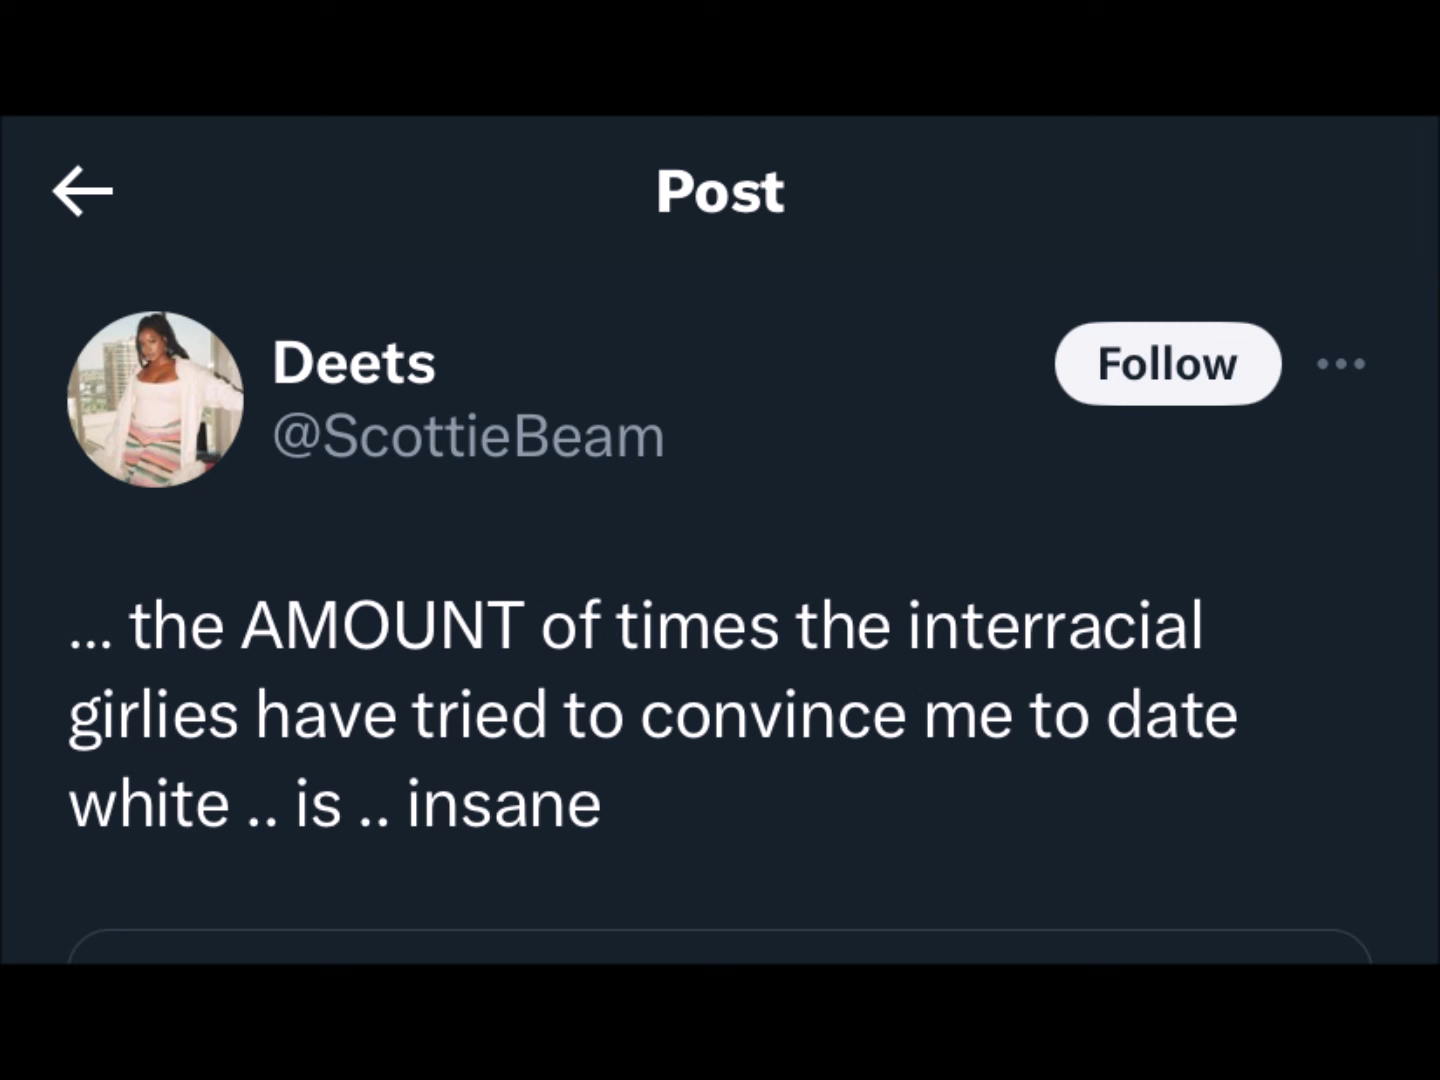 Post
Deets
Follow
@ScottieBeam
... the AMOUNT of times the interracial
girlies have tried to convince me to date
white .. is .. insane